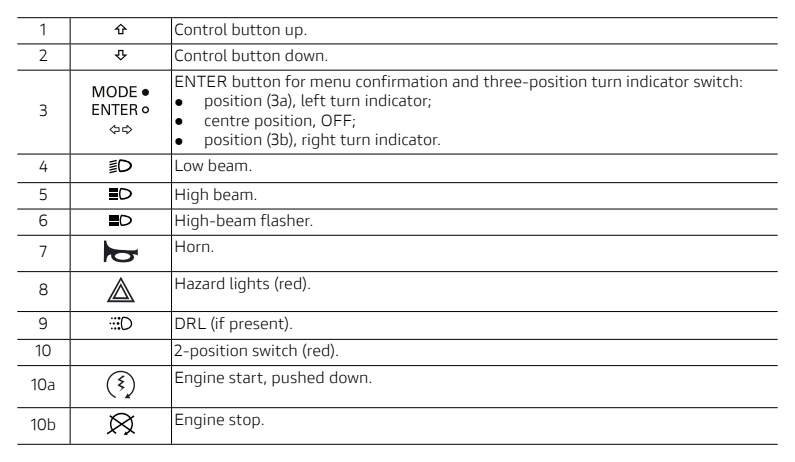 1 Control button up.
2 Control button down.
3 MODE ● ENTER button for menu confirmation and three-position turn indicator switch:
ENTER ○ ● position (3a), left turn indicator;
● centre position, OFF;
● position (3b), right turn indicator.
4 Low beam.
5 High beam.
6 High-beam flasher.
7 Horn.
8 Hazard lights (red).
9 DRL (if present).
10 2-position switch (red).
10a Engine start, pushed down.
10b Engine stop.